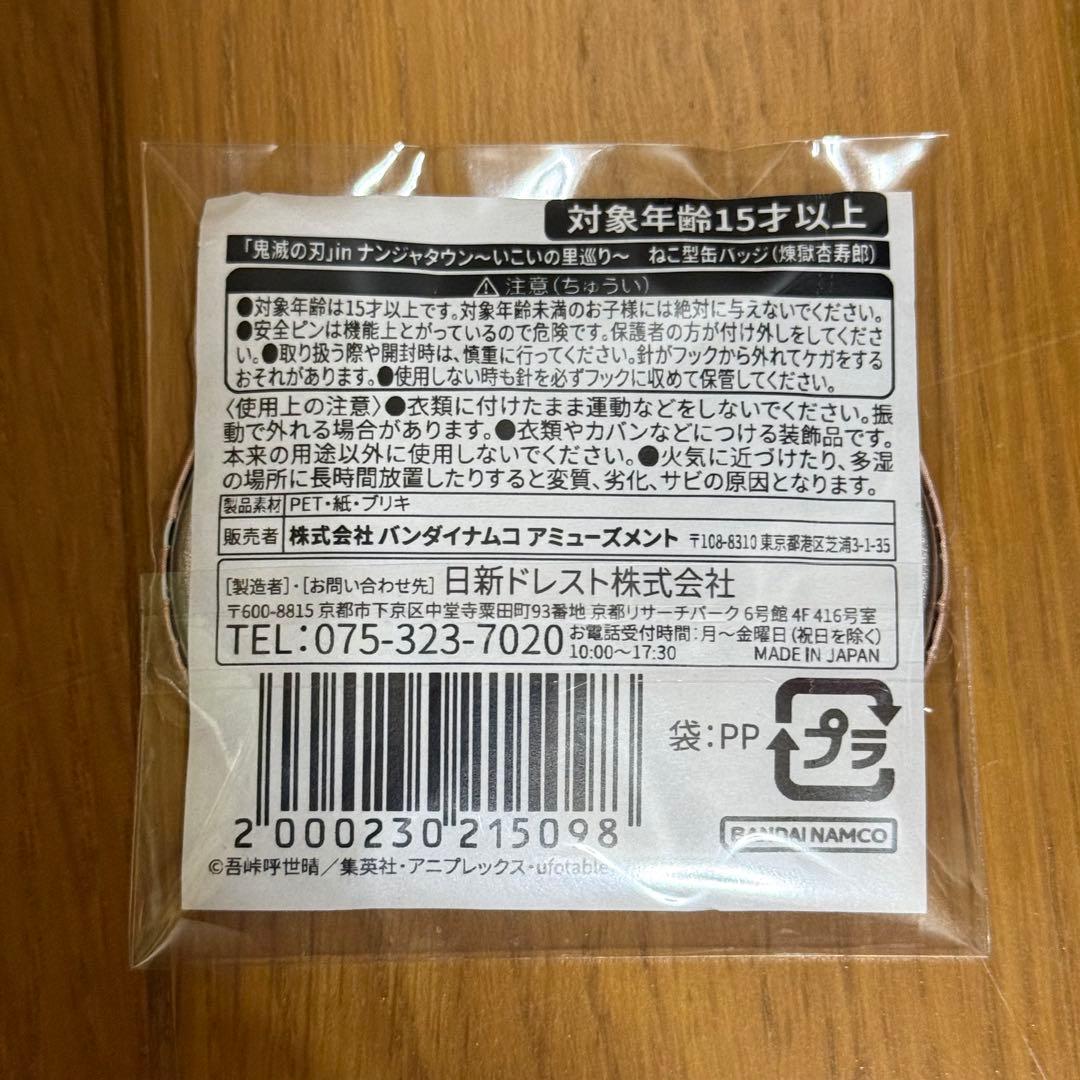 対象年齢15才以上
「鬼滅の刃」in ナンジャタウン～いこいの里巡り～ ねこ型缶バッジ（煉獄杏寿郎）
⚠注意（ちゅうい）
●対象年齢は15才以上です。対象年齢未満のお子様には絶対に与えないでください。
●安全ピンは機能上とがっているので危険です。保護者の方が付け外しをしてくださ
い。●取り扱う際や開封時は、慎重に行ってください。針がフックから外れてケガをする
おそれがあります。●使用しない時も針を必ずフックに収めて保管してください。
〈使用上の注意〉●衣類に付けたまま運動などをしないでください。振
動で外れる場合があります。●衣類やカバンなどにつける装飾品です。
本来の用途以外に使用しないでください。●火気に近づけたり、多湿
の場所に長時間放置したりすると変質、劣化、サビの原因となります。
製品素材 PET・紙・ブリキ
販売者 株式会社 バンダイナムコ アミューズメント 〒108-8310 東京都港区芝浦3-1-35
［製造者］・［お問い合わせ先］日新ドレスト株式会社
〒600-8815 京都市下京区中堂寺粟田町93番地 京都リサーチパーク 6号館 4F 416号室
TEL：075-323-7020 お電話受付時間：月～金曜日（祝日を除く）
10:00～17:30 MADE IN JAPAN
袋：PP
プラ
2 000230 215098
BANDAI NAMCO
©吾峠呼世晴／集英社・アニプレックス・ufotable